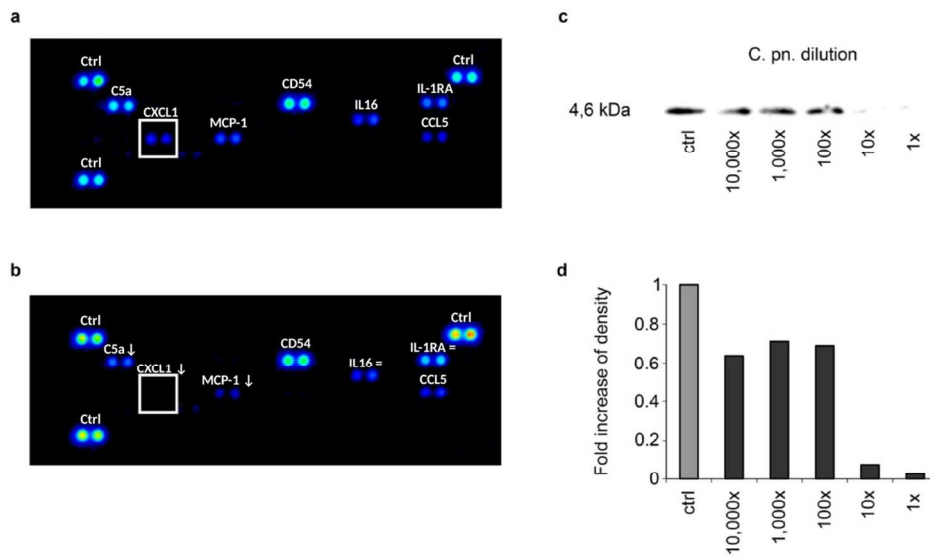 a
Ctrl
Ctrl
C5a
CD54
IL-1RA
CXCL1
IL16
MCP-1
CCL5
Ctrl
b
Ctrl
Ctrl
C5a ↓
CD54
IL-1RA =
CXCL1 ↓
IL16 =
MCP-1 ↓
CCL5
Ctrl
c
C. pn. dilution
4,6 kDa
ctrl
10,000x
1,000x
100x
10x
1x
d
Fold increase of density
1
0.8
0.6
0.4
0.2
0
ctrl
10,000x
1,000x
100x
10x
1x